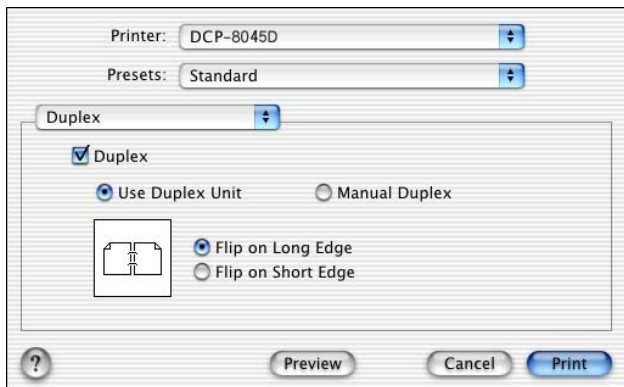 Printer: DCP-8045D
Presets: Standard
Duplex
Duplex
Use Duplex Unit Manual Duplex
Flip on Long Edge
Flip on Short Edge
? Preview Cancel Print